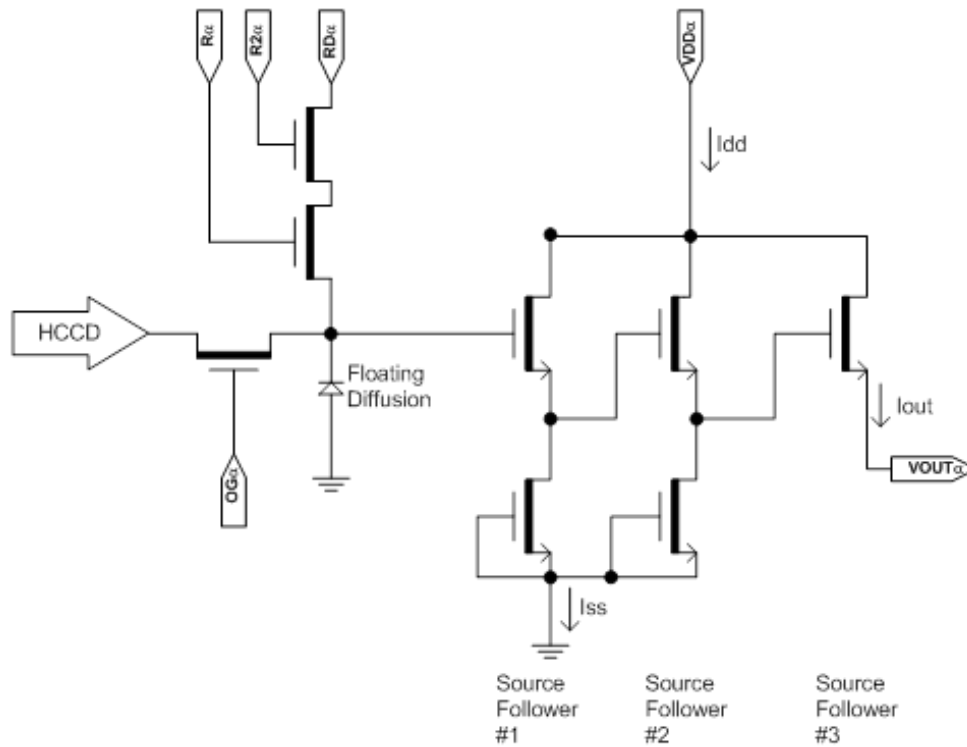 Rα
R2α
RDα
VDDα
Idd
HCCD
Floating
Diffusion
OGα
Iout
VOUTα
Iss
Source
Follower
#1
Source
Follower
#2
Source
Follower
#3